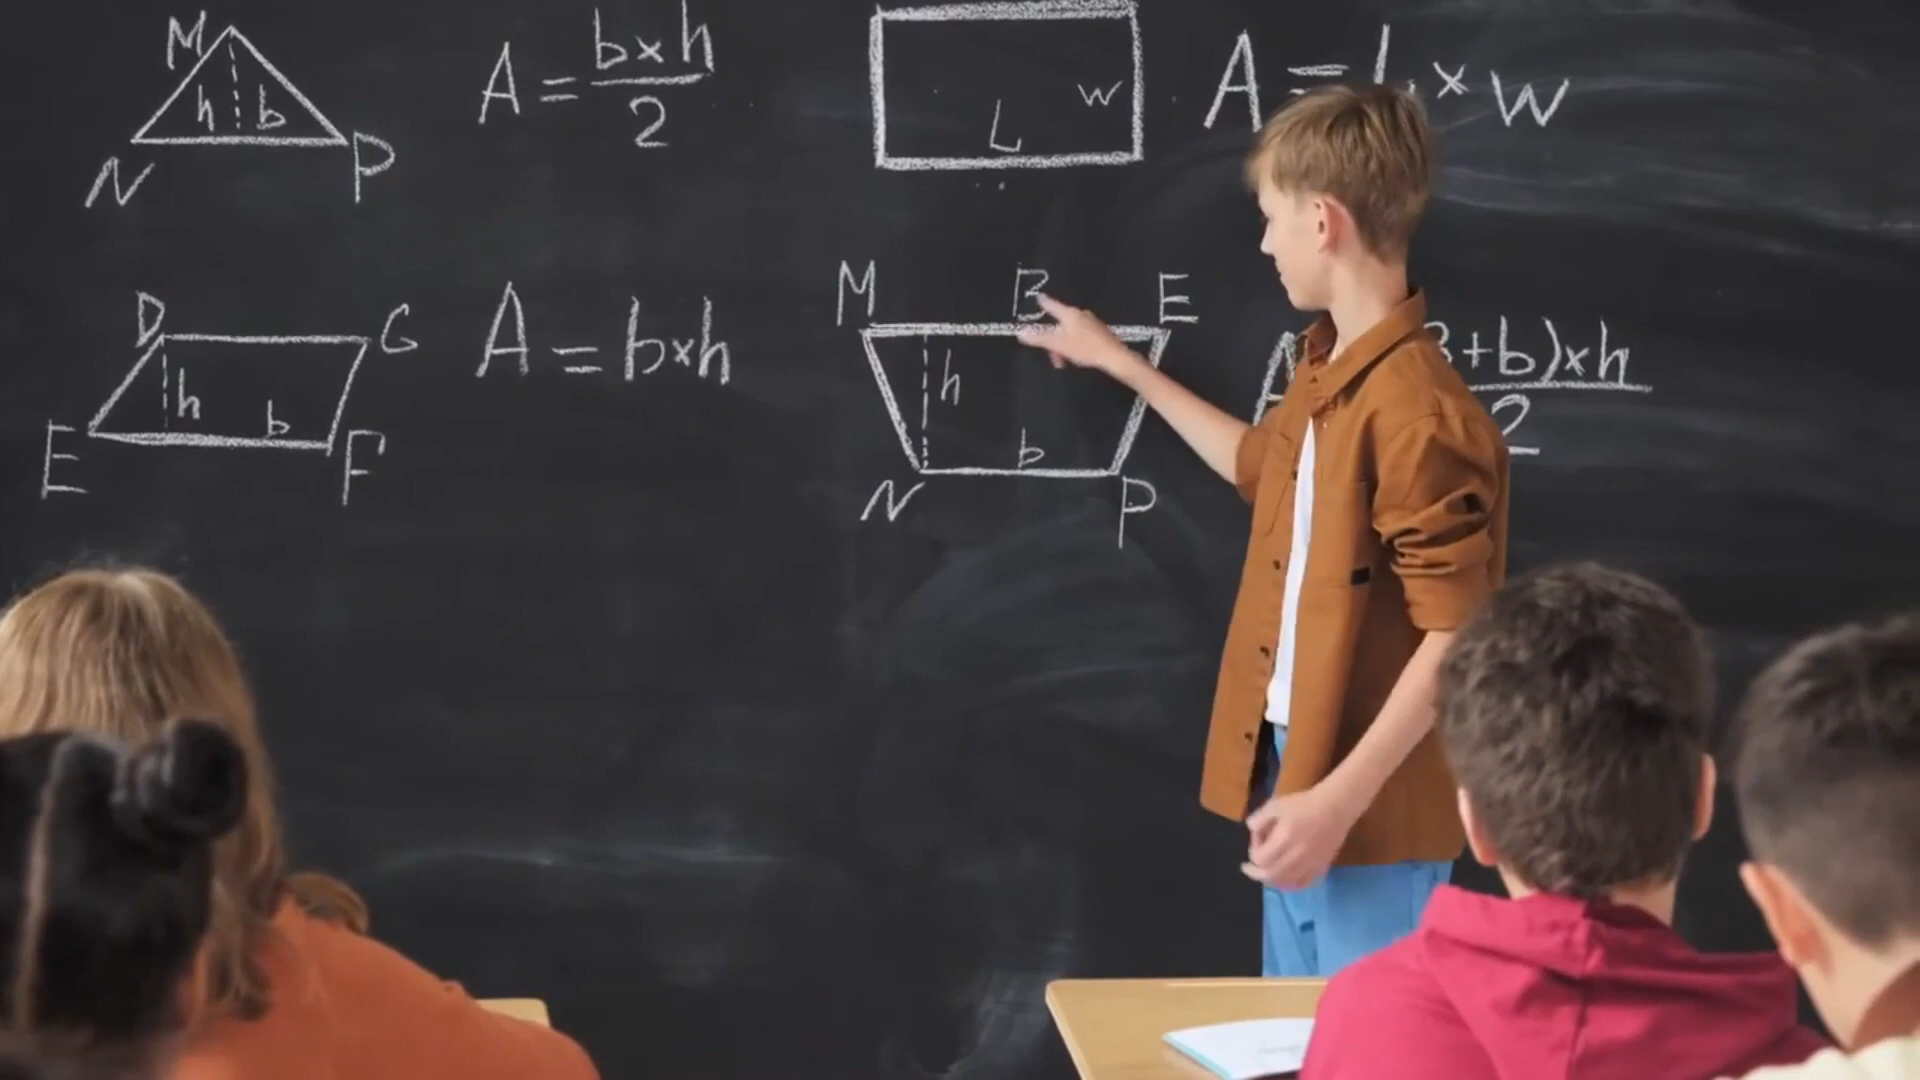 M
h b
N P
A = b×h
2
W
L
A = L × W
D G
h b
E F
A = b×h
M B E
h
b
N P
A
+b)×h
2